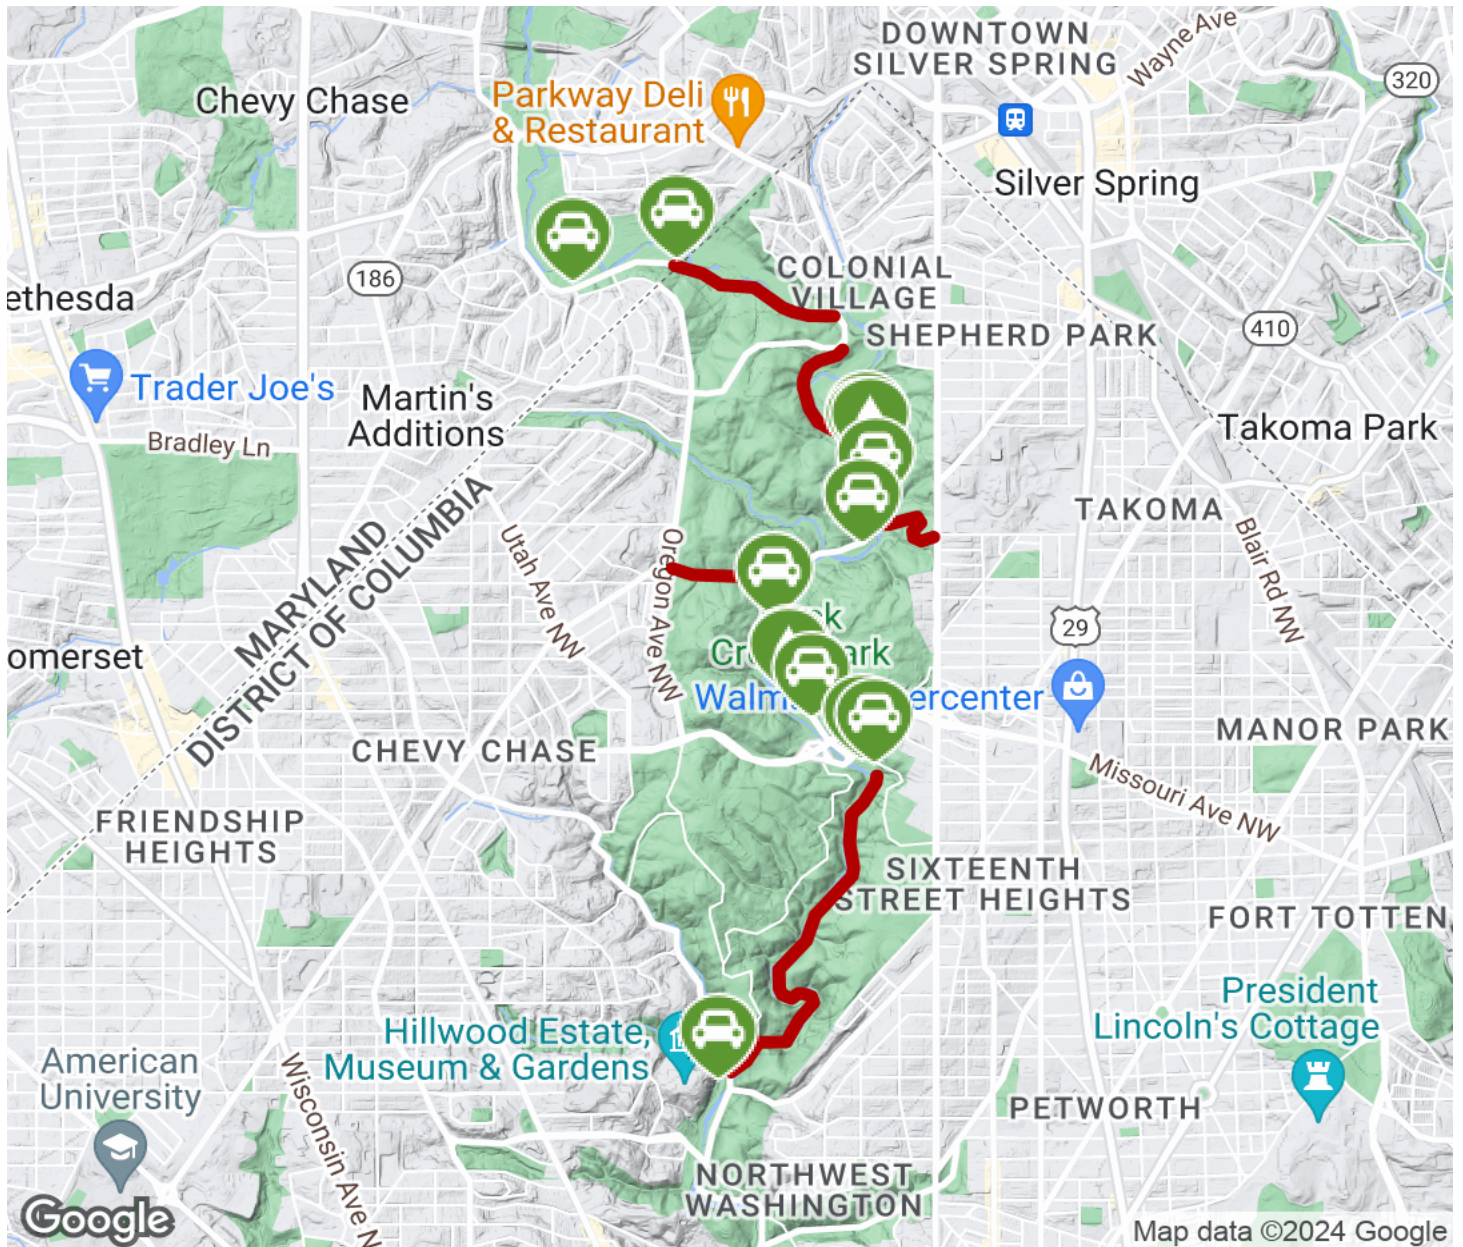 DOWNTOWN
SILVER SPRING
Wayne Ave
320
Chevy Chase
Parkway Deli
& Restaurant
Silver Spring
186
COLONIAL
VILLAGE
ethesda
SHEPHERD PARK
410
Trader Joe's
Martin's
Additions
Bradley Ln
Takoma Park
TAKOMA
MARYLAND
DISTRICT OF COLUMBIA
Utah Ave NW
Oregon Ave NW
Blair Rd NW
29
omerset
Walm ercenter
MANOR PARK
CHEVY CHASE
Missouri Ave NW
FRIENDSHIP
HEIGHTS
SIXTEENTH
STREET HEIGHTS
FORT TOTTEN
President
Lincoln's Cottage
Hillwood Estate,
Museum & Gardens
American
University
Wisconsin Ave N
PETWORTH
NORTHWEST
WASHINGTON
Google
Map data ©2024 Google